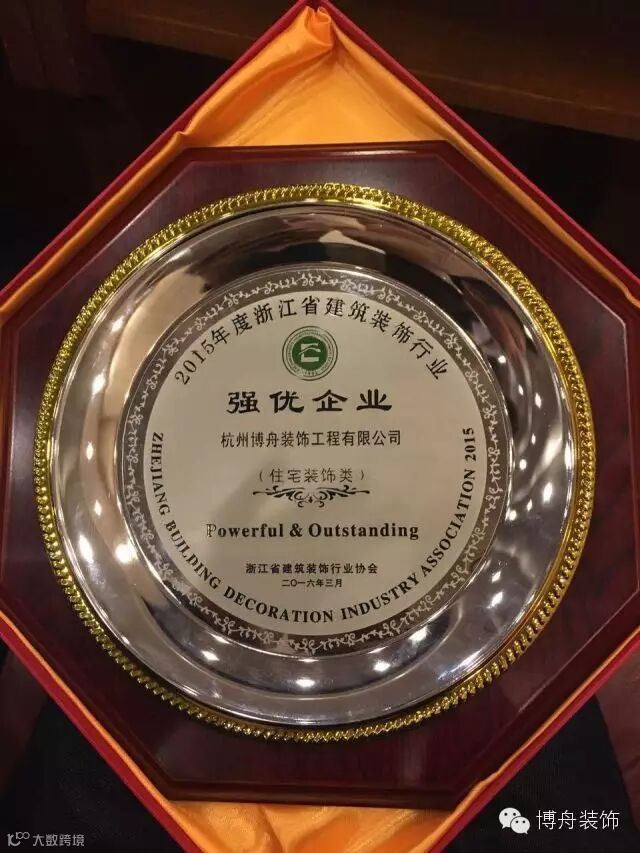 2015年度浙江省建筑装饰行业
强优企业
杭州博舟装饰工程有限公司
(住宅装饰类)
Powerful & Outstanding
浙江省建筑装饰行业协会
二〇一六年三月
ZHEJIANG BUILDING DECORATION INDUSTRY ASSOCIATION 2015
博舟装饰
大数跨境